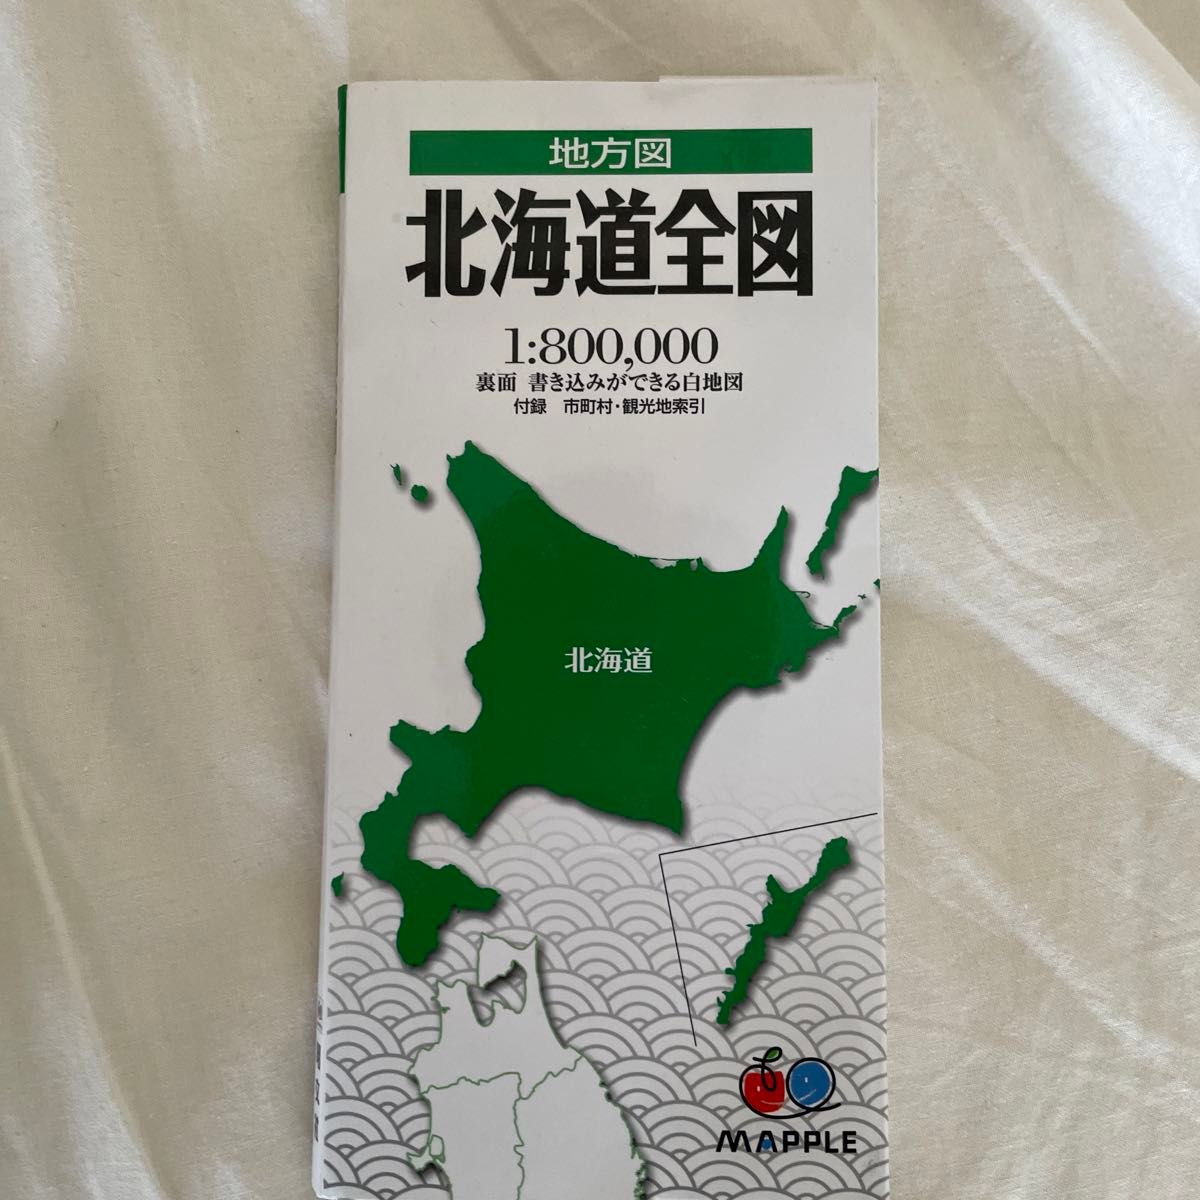 地方図
北海道全図
1:800,000
裏面 書き込みができる白地図
付録 市町村・観光地索引
北海道
MAPPLE